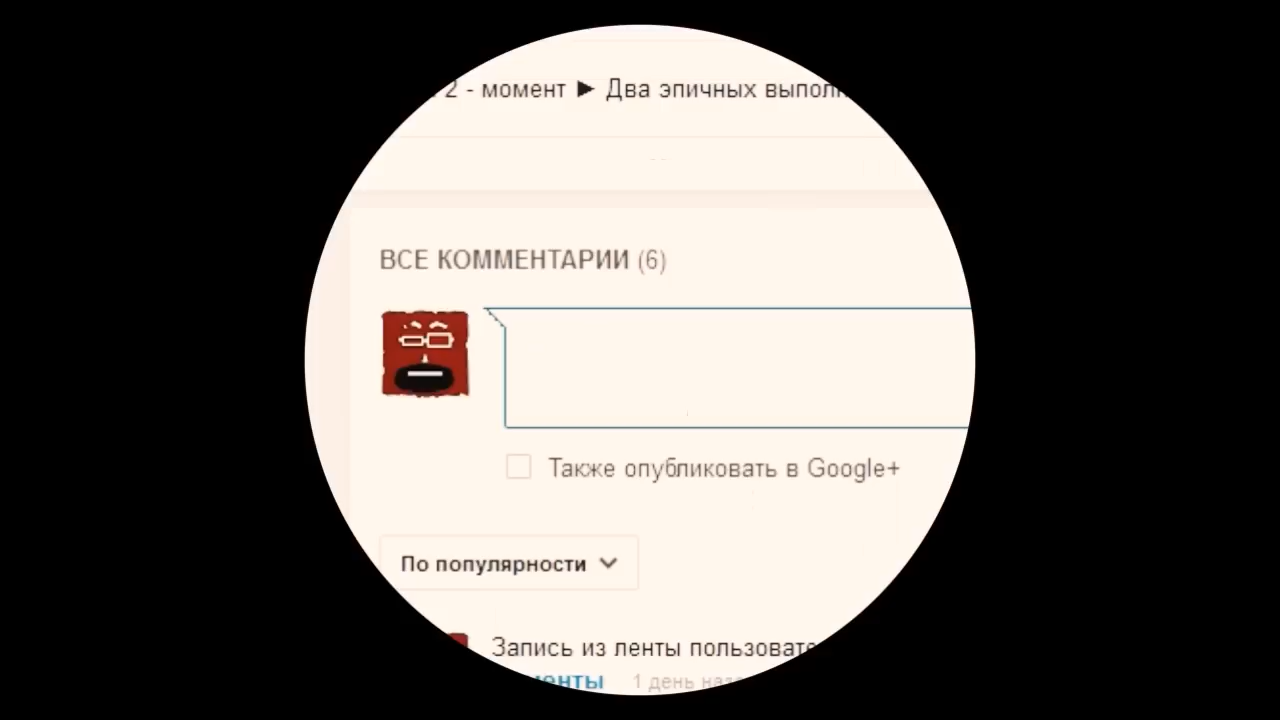 2 - момент ► Два эпичных
ВСЕ КОММЕНТАРИИ (6)
Также опубликовать в Google+
По популярности
Запись из ленты
1 день